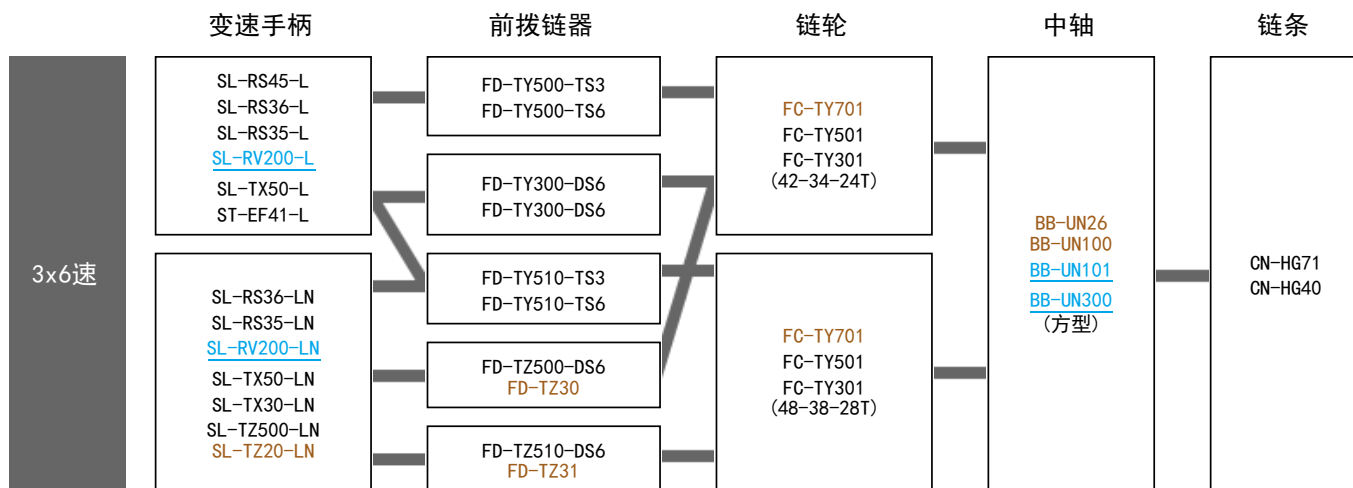 变速手柄
前拨链器
链轮
中轴
链条
3x6速
SL-RS45-L
SL-RS36-L
SL-RS35-L
SL-RV200-L
SL-TX50-L
ST-EF41-L
SL-RS36-LN
SL-RS35-LN
SL-RV200-LN
SL-TX50-LN
SL-TX30-LN
SL-TZ500-LN
SL-TZ20-LN
FD-TY500-TS3
FD-TY500-TS6
FD-TY300-DS6
FD-TY300-DS6
FD-TY510-TS3
FD-TY510-TS6
FD-TZ500-DS6
FD-TZ30
FD-TZ510-DS6
FD-TZ31
FC-TY701
FC-TY501
FC-TY301
(42-34-24T)
FC-TY701
FC-TY501
FC-TY301
(48-38-28T)
BB-UN26
BB-UN100
BB-UN101
BB-UN300
(方型)
CN-HG71
CN-HG40